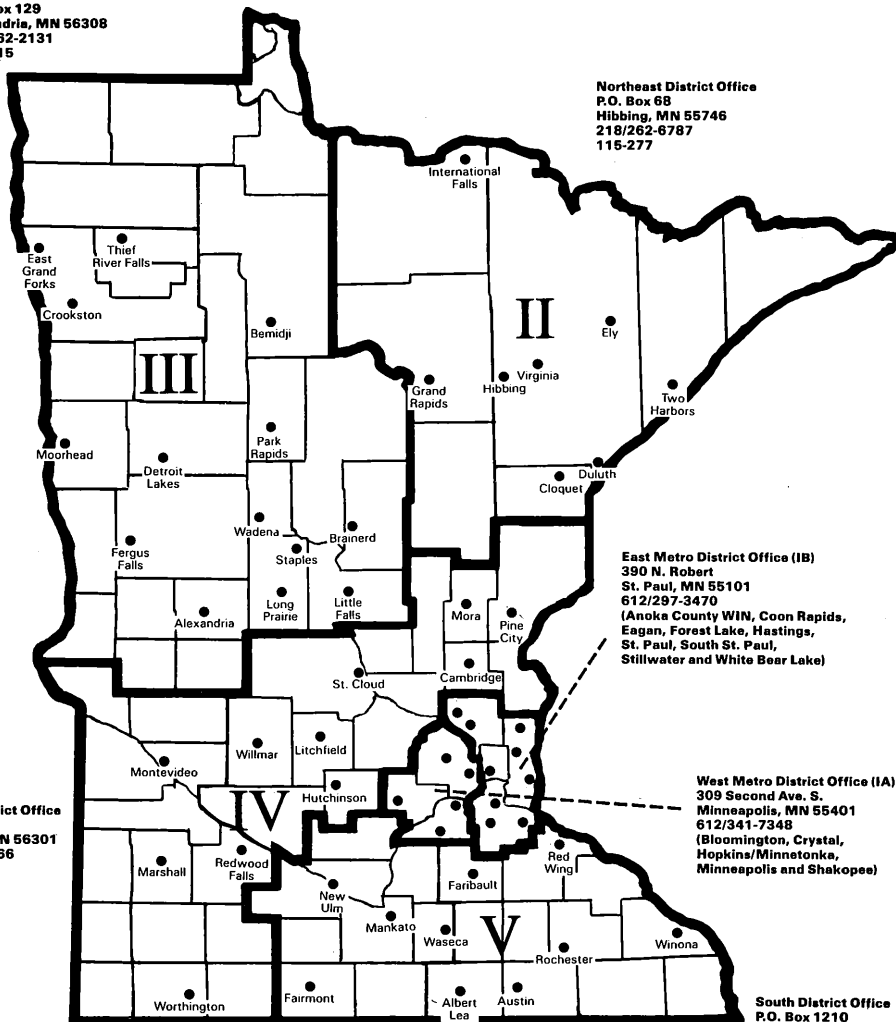 ox 129
ndria, MN 56308
62-2131
15
Northeast District Office
P.O. Box 68
Hibbing, MN 55746
218/262-6787
115-277
International
Falls
East
Grand
Forks
Thief
River Falls
Crookston
Bemidji
II
Ely
III
Virginia
Hibbing
Grand
Rapids
Two
Harbors
Park
Rapids
Moorhead
Detroit
Lakes
Duluth
Cloquet
Wadena
Brainerd
Fergus
Falls
Staples
Long
Prairie
Little
Falls
Alexandria
Mora
Pine
City
East Metro District Office (IB)
390 N. Robert
St. Paul, MN 55101
612/297-3470
(Anoka County WIN, Coon Rapids,
Eagan, Forest Lake, Hastings,
St. Paul, South St. Paul,
Stillwater and White Bear Lake)
St. Cloud
Cambridge
Willmar
Litchfield
Montevideo
Hutchinson
IV
West Metro District Office (IA)
309 Second Ave. S.
Minneapolis, MN 55401
612/341-7348
(Bloomington, Crystal,
Hopkins/Minnetonka,
Minneapolis and Shakopee)
rict Office
N 56301
66
Marshall
Redwood
Falls
Red
Wing
Faribault
New
Ulm
Mankato
Waseca
V
Winona
Rochester
Worthington
Fairmont
Albert
Lea
Austin
South District Office
P.O. Box 1210